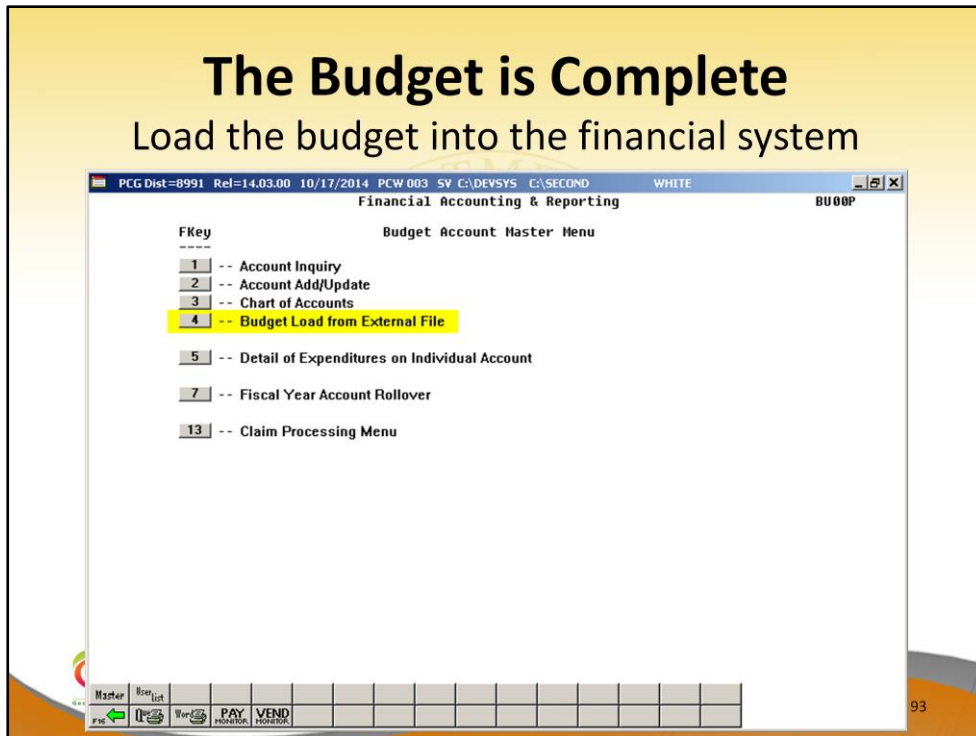 The Budget is Complete
Load the budget into the financial system
PCG Dist=8991 Rel=14.03.00 10/17/2014 PCW 003 SV C:\DEVSYS C:\SECOND WHITE
Financial Accounting & Reporting BU00P
FKey Budget Account Master Menu
----
1 -- Account Inquiry
2 -- Account Add/Update
3 -- Chart of Accounts
4 -- Budget Load from External File
5 -- Detail of Expenditures on Individual Account
7 -- Fiscal Year Account Rollover
13 -- Claim Processing Menu
Master User list
F16 Que Word PAY MONITOR VEND MONITOR
93